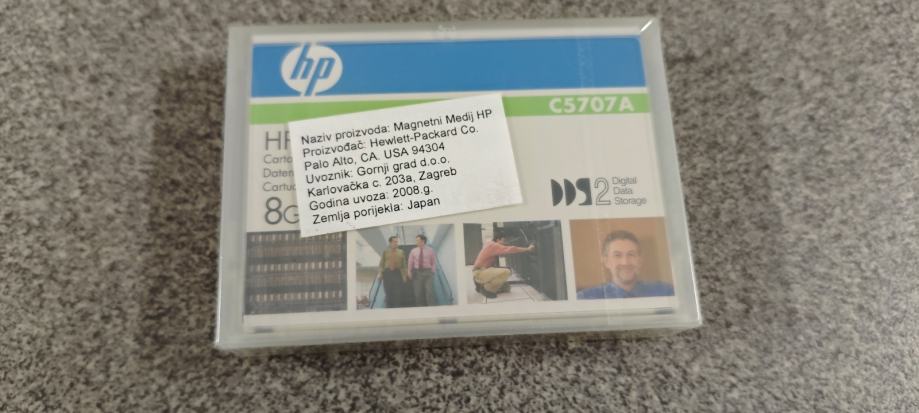 hp
C5707A
HP
Naziv proizvoda: Magnetni Medij HP
Proizvođač: Hewlett-Packard Co.
Palo Alto, CA. USA 94304
Uvoznik: Gornji grad d.o.o.
Karlovačka c. 203a, Zagreb
Godina uvoza: 2008.g.
Zemlja porijekla: Japan
DDS2 Digital
Data
Storage